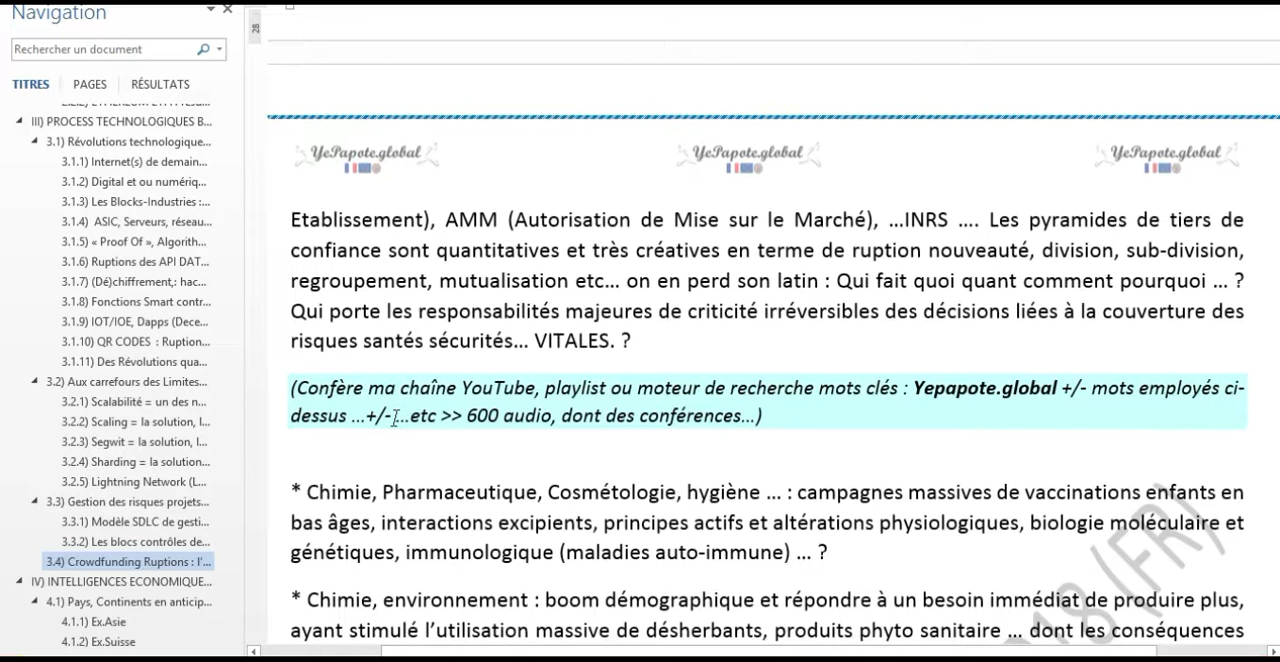 Navigation
Rechercher un document
TITRES PAGES RÉSULTATS
III) PROCESS TECHNOLOGIQUES B...
3.1) Révolutions technologique...
3.1.1) Internet(s) de demain...
3.1.2) Digital et ou numériq...
3.1.3) Les Blocks-Industries :...
3.1.4) ASIC, Serveurs, réseau...
3.1.5) « Proof Of », Algorith...
3.1.6) Ruptions des API DAT...
3.1.7) (Dé)chiffrement,: hac...
3.1.8) Fonctions Smart contr...
3.1.9) IOT/IOE, Dapps (Dece...
3.1.10) QR CODES : Ruption...
3.1.11) Des Révolutions qua...
3.2) Aux carrefours des Limites...
3.2.1) Scalabilité = un des n...
3.2.2) Scaling = la solution, l...
3.2.3) Segwit = la solution, l...
3.2.4) Sharding = la solution...
3.2.5) Lightning Network (L...
3.3) Gestion des risques projets...
3.3.1) Modèle SDLC de gesti...
3.3.2) Les blocs contrôles de...
3.4) Crowdfunding Ruptions : l'...
IV) INTELLIGENCES ECONOMIQUE...
4.1) Pays, Continents en anticip...
4.1.1) Ex.Asie
4.1.2) Ex.Suisse
28
YePapote.global YePapote.global YePapote.global
Etablissement), AMM (Autorisation de Mise sur le Marché), ...INRS .... Les pyramides de tiers de
confiance sont quantitatives et très créatives en terme de ruption nouveauté, division, sub-division,
regroupement, mutualisation etc... on en perd son latin : Qui fait quoi quant comment pourquoi ... ?
Qui porte les responsabilités majeures de criticité irréversibles des décisions liées à la couverture des
risques santés sécurités... VITALES. ?
(Confère ma chaîne YouTube, playlist ou moteur de recherche mots clés : Yepapote.global +/- mots employés ci-
dessus ...+/-...etc >> 600 audio, dont des conférences...)
* Chimie, Pharmaceutique, Cosmétologie, hygiène ... : campagnes massives de vaccinations enfants en
bas âges, interactions excipients, principes actifs et altérations physiologiques, biologie moléculaire et
génétiques, immunologique (maladies auto-immune) ... ?
* Chimie, environnement : boom démographique et répondre à un besoin immédiat de produire plus,
ayant stimulé l'utilisation massive de désherbants, produits phyto sanitaire ... dont les conséquences
018 (FR)